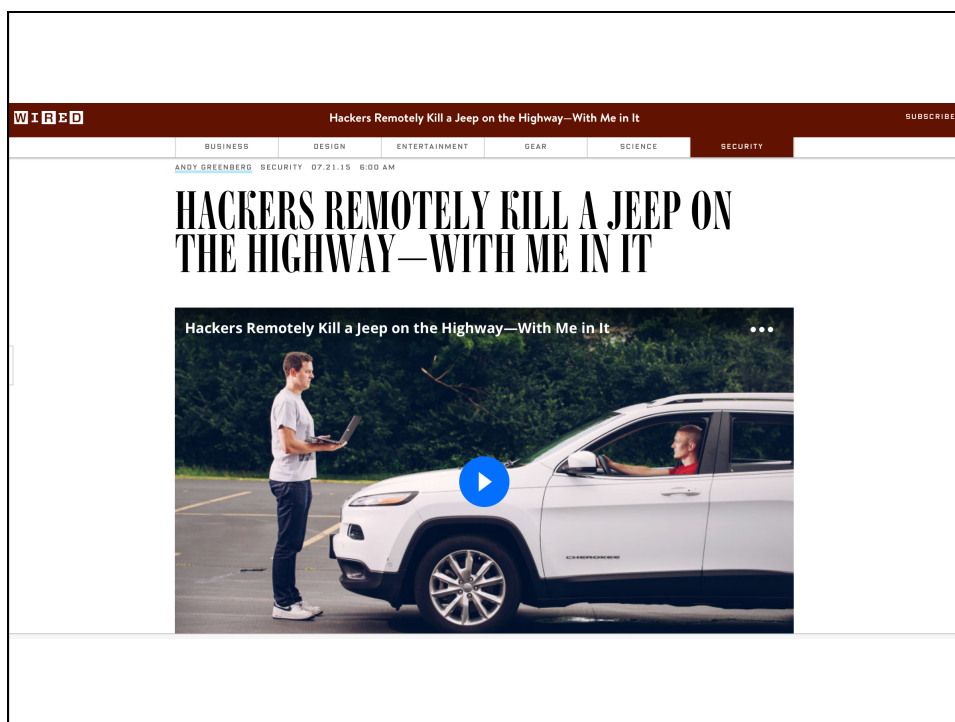 WIRED
Hackers Remotely Kill a Jeep on the Highway—With Me in It
SUBSCRIBE
BUSINESS
DESIGN
ENTERTAINMENT
GEAR
SCIENCE
SECURITY
ANDY GREENBERG SECURITY 07.21.15 6:00 AM
HACKERS REMOTELY KILL A JEEP ON
THE HIGHWAY—WITH ME IN IT
Hackers Remotely Kill a Jeep on the Highway—With Me in It
CHEROKEE